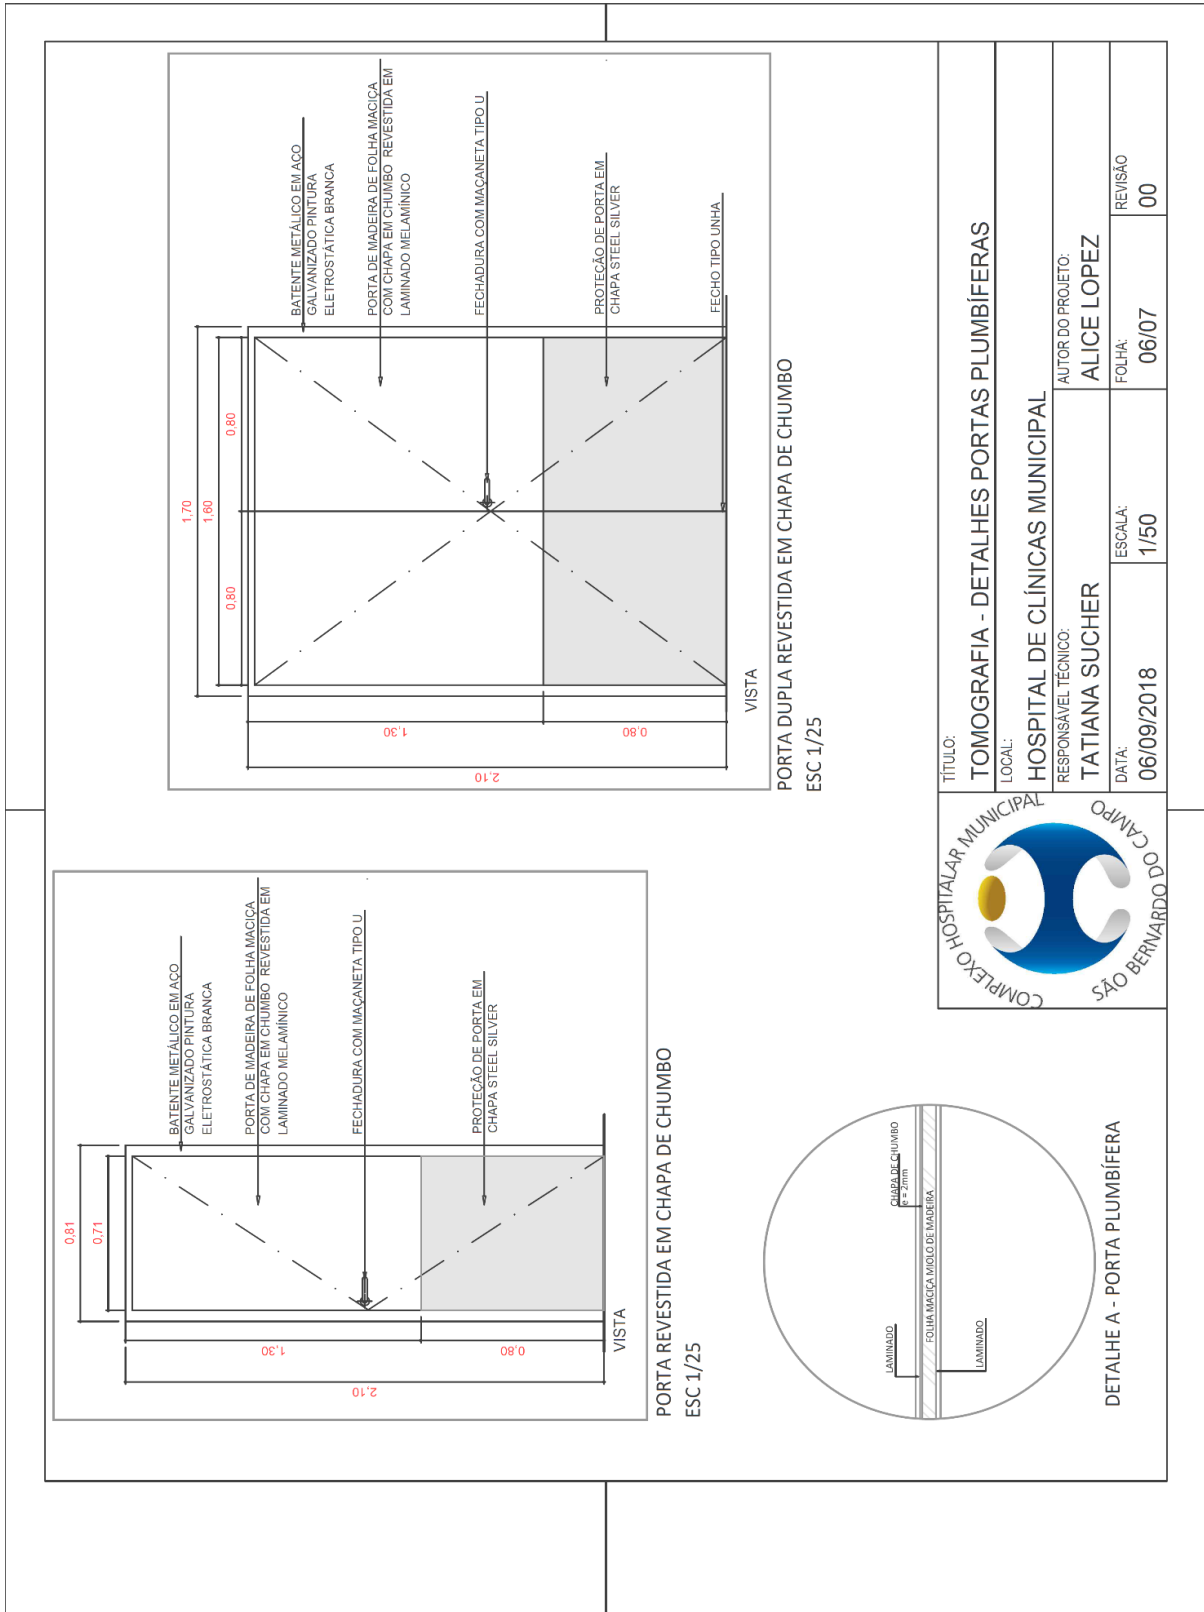 0,81
0,71
2,10
1,30
0,80
BATENTE METÁLICO EM AÇO
GALVANIZADO PINTURA
ELETROSTÁTICA BRANCA
PORTA DE MADEIRA DE FOLHA MACIÇA
COM CHAPA EM CHUMBO REVESTIDA EM
LAMINADO MELAMÍNICO
FECHADURA COM MAÇANETA TIPO U
PROTEÇÃO DE PORTA EM
CHAPA STEEL SILVER
VISTA
PORTA REVESTIDA EM CHAPA DE CHUMBO
ESC 1/25
1,70
1,60
0,80
0,80
2,10
1,30
0,80
BATENTE METÁLICO EM AÇO
GALVANIZADO PINTURA
ELETROSTÁTICA BRANCA
PORTA DE MADEIRA DE FOLHA MACIÇA
COM CHAPA EM CHUMBO REVESTIDA EM
LAMINADO MELAMÍNICO
FECHADURA COM MAÇANETA TIPO U
PROTEÇÃO DE PORTA EM
CHAPA STEEL SILVER
FECHO TIPO UNHA
VISTA
PORTA DUPLA REVESTIDA EM CHAPA DE CHUMBO
ESC 1/25
LAMINADO
CHAPA DE CHUMBO
e = 2mm
FOLHA MACIÇA MIOLO DE MADEIRA
LAMINADO
DETALHE A - PORTA PLUMBÍFERA
COMPLEXO HOSPITALAR MUNICIPAL
SÃO BERNARDO DO CAMPO
TÍTULO:
TOMOGRAFIA - DETALHES PORTAS PLUMBÍFERAS
LOCAL:
HOSPITAL DE CLÍNICAS MUNICIPAL
RESPONSÁVEL TÉCNICO:
TATIANA SUCHER
AUTOR DO PROJETO:
ALICE LOPEZ
DATA:
06/09/2018
ESCALA:
1/50
FOLHA:
06/07
REVISÃO
00